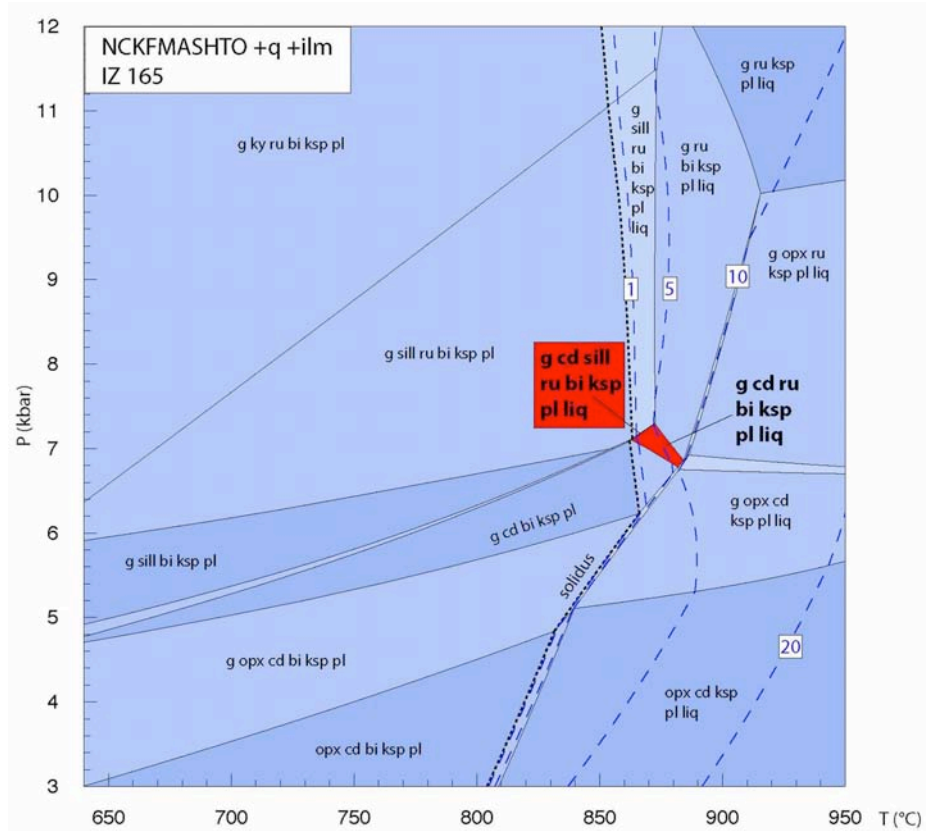 NCKFMASHTO +q +ilm
IZ 165
12
11
10
9
8
7
6
5
4
3
P (kbar)
650
700
750
800
850
900
950
T (°C)
g ky ru bi ksp pl
g
sill
ru
bi
ksp
pl
liq
g ru
bi ksp
pl liq
g ru ksp
pl liq
g opx ru
ksp pl liq
1
5
10
g sill ru bi ksp pl
g cd sill
ru bi ksp
pl liq
g cd ru
bi ksp
pl liq
g sill bi ksp pl
g cd bi ksp pl
g opx cd
ksp pl liq
solidus
g opx cd bi ksp pl
20
opx cd ksp
pl liq
opx cd bi ksp pl